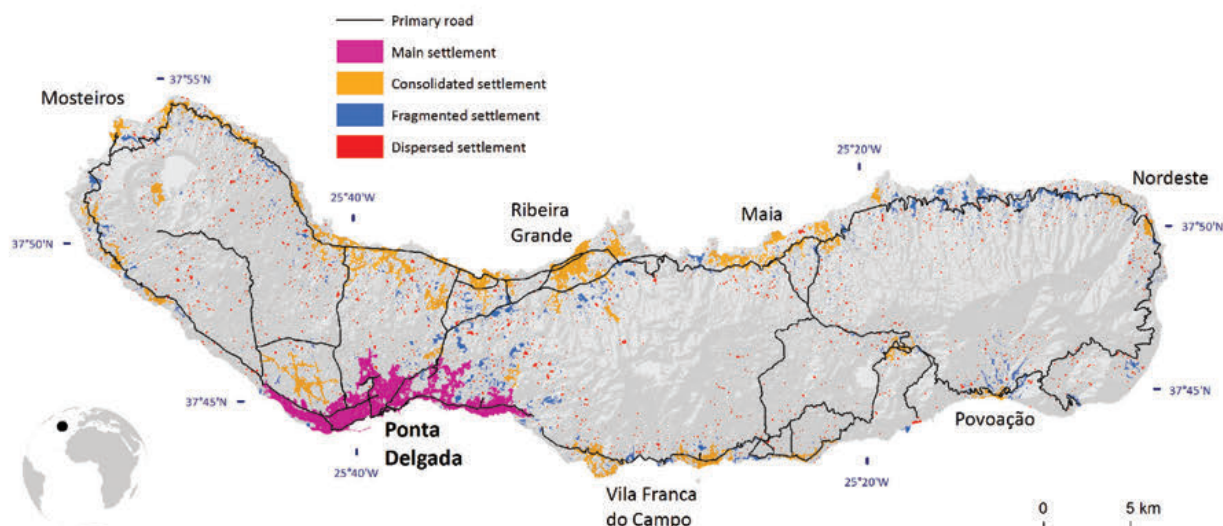 Primary road
Main settlement
Consolidated settlement
Fragmented settlement
Dispersed settlement
37°55'N
Mosteiros
25°20'W
Nordeste
25°40'W
Ribeira
Grande
Maia
37°50'N
37°50'N
37°45'N
37°45'N
Povoação
Ponta
Delgada
25°40'W
25°20'W
Vila Franca
do Campo
0 5 km